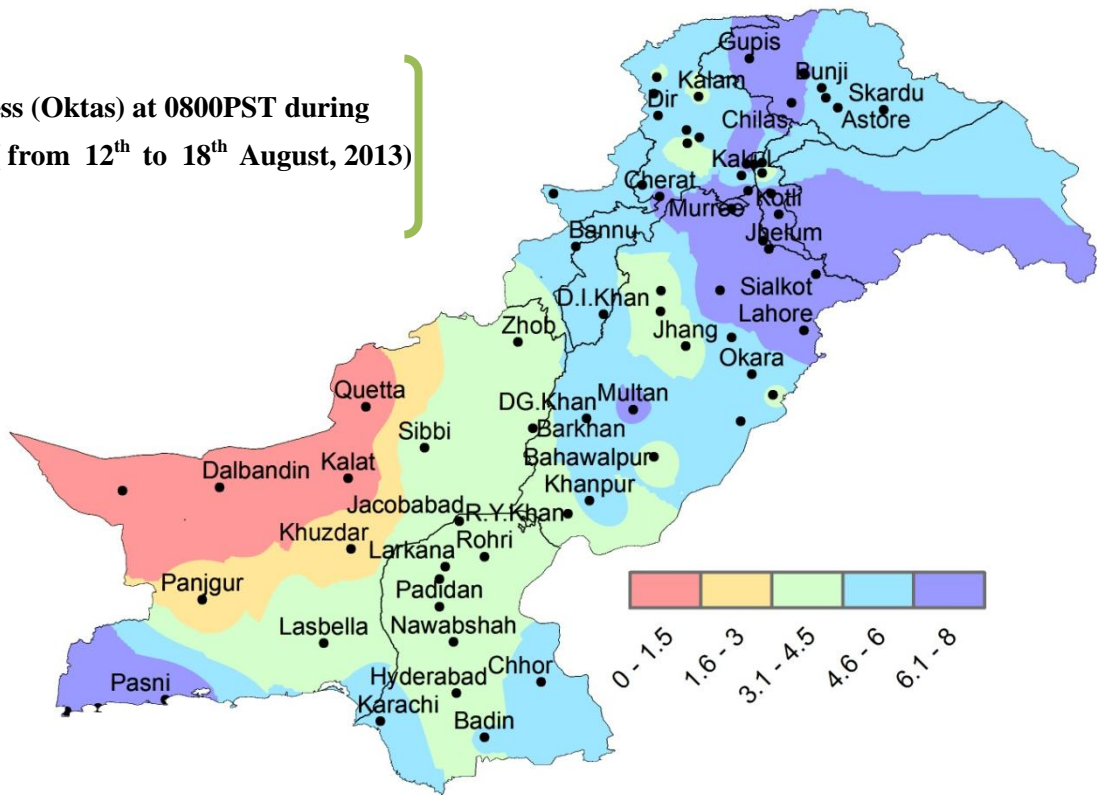 ess (Oktas) at 0800PST during
from 12th to 18th August, 2013)
Gupis
Bunji
Kalam
Skardu
Dir
Astore
Chilas
Kakul
Cherat
Kotli
Murree
Jhelum
Bannu
Sialkot
D.I.Khan
Lahore
Zhob
Jhang
Okara
Quetta
DG.Khan
Multan
Sibbi
Barkhan
Dalbandin
Kalat
Bahawalpur
Khanpur
Jacobabad
R.Y.Khan
Khuzdar
Rohri
Larkana
Panjgur
Padidan
Lasbella
Nawabshah
Chhor
Pasni
Hyderabad
Karachi
Badin
0 - 1.5
1.6 - 3
3.1 - 4.5
4.6 - 6
6.1 - 8